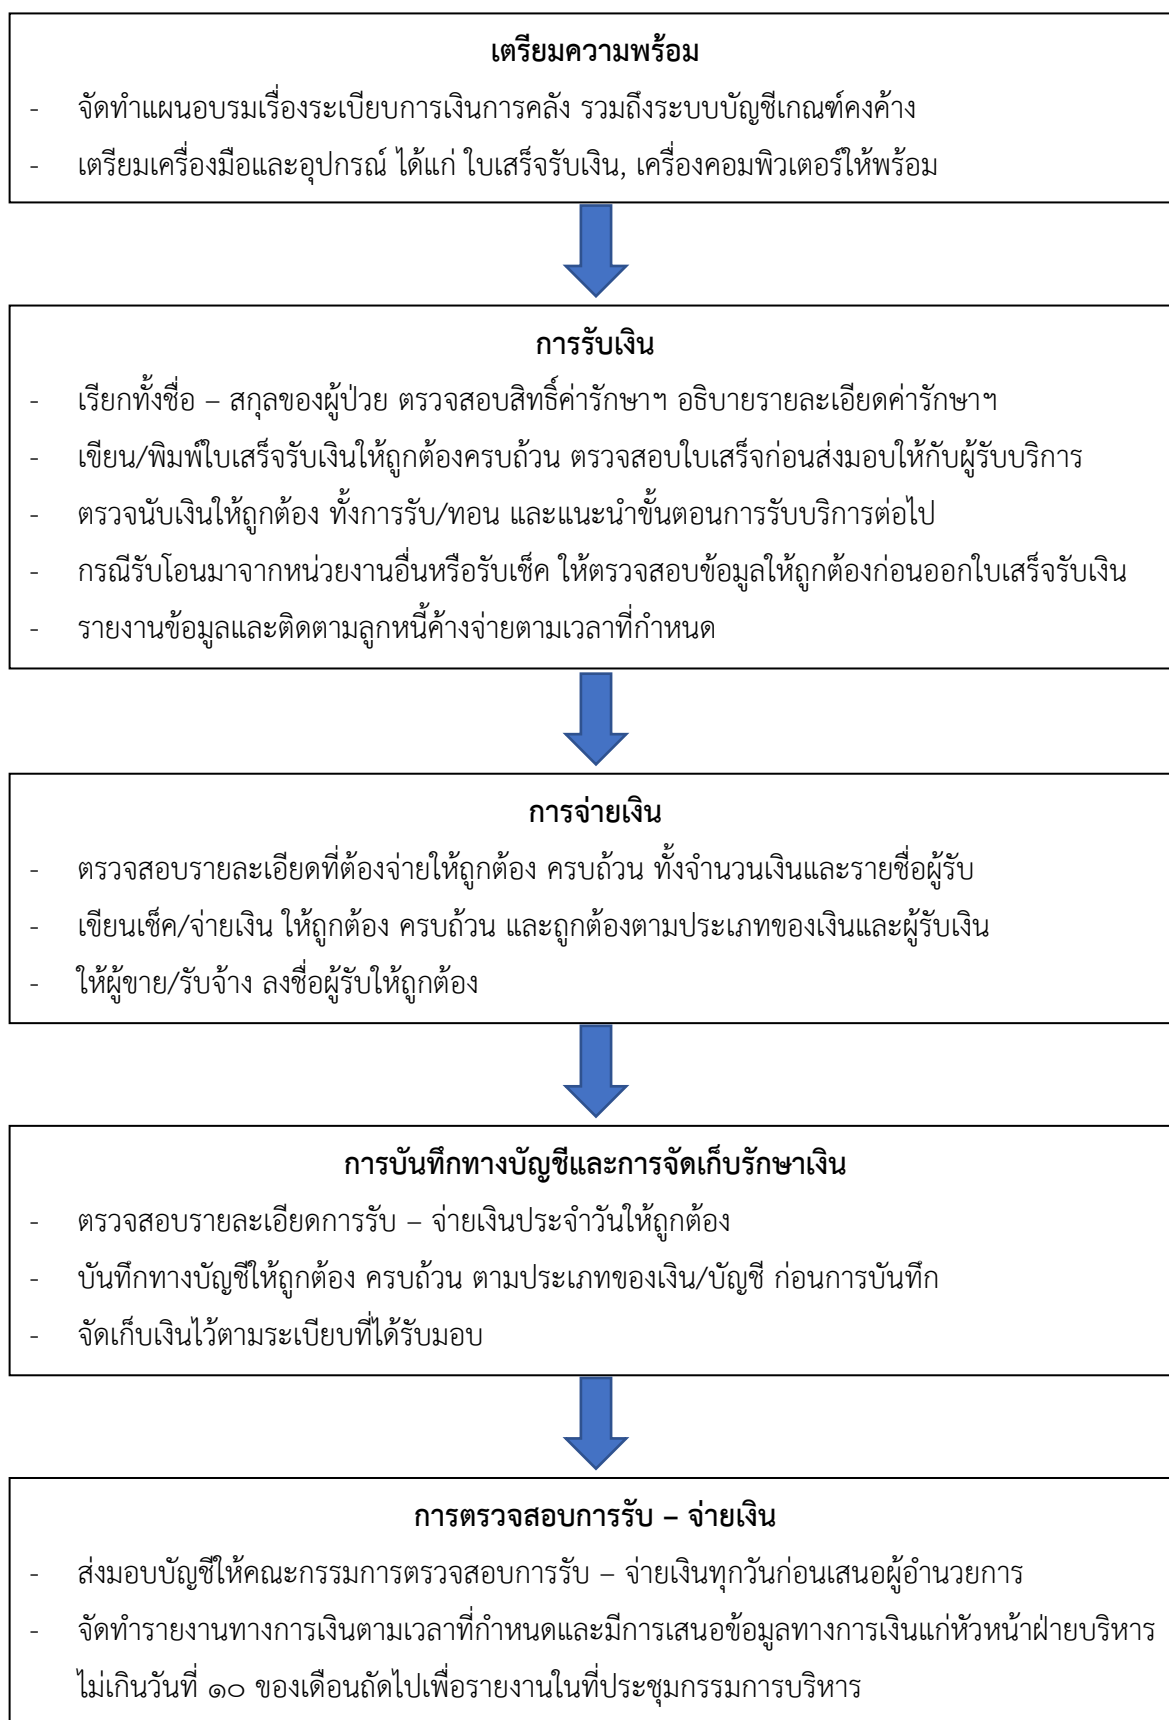 เตรียมความพร้อม
- จัดทำแผนอบรมเรื่องระเบียบการเงินการคลัง รวมถึงระบบบัญชีเกณฑ์คงค้าง
- เตรียมเครื่องมือและอุปกรณ์ ได้แก่ ใบเสร็จรับเงิน, เครื่องคอมพิวเตอร์ให้พร้อม
การรับเงิน
- เรียกทั้งชื่อ – สกุลของผู้ป่วย ตรวจสอบสิทธิ์ค่ารักษาฯ อธิบายรายละเอียดค่ารักษาฯ
- เขียน/พิมพ์ใบเสร็จรับเงินให้ถูกต้องครบถ้วน ตรวจสอบใบเสร็จก่อนส่งมอบให้กับผู้รับบริการ
- ตรวจนับเงินให้ถูกต้อง ทั้งการรับ/ทอน และแนะนำขั้นตอนการรับบริการต่อไป
- กรณีรับโอนมาจากหน่วยงานอื่นหรือรับเช็ค ให้ตรวจสอบข้อมูลให้ถูกต้องก่อนออกใบเสร็จรับเงิน
- รายงานข้อมูลและติดตามลูกหนี้ค้างจ่ายตามเวลาที่กำหนด
การจ่ายเงิน
- ตรวจสอบรายละเอียดที่ต้องจ่ายให้ถูกต้อง ครบถ้วน ทั้งจำนวนเงินและรายชื่อผู้รับ
- เขียนเช็ค/จ่ายเงิน ให้ถูกต้อง ครบถ้วน และถูกต้องตามประเภทของเงินและผู้รับเงิน
- ให้ผู้ขาย/รับจ้าง ลงชื่อผู้รับให้ถูกต้อง
การบันทึกทางบัญชีและการจัดเก็บรักษาเงิน
- ตรวจสอบรายละเอียดการรับ – จ่ายเงินประจำวันให้ถูกต้อง
- บันทึกทางบัญชีให้ถูกต้อง ครบถ้วน ตามประเภทของเงิน/บัญชี ก่อนการบันทึก
- จัดเก็บเงินไว้ตามระเบียบที่ได้รับมอบ
การตรวจสอบการรับ – จ่ายเงิน
- ส่งมอบบัญชีให้คณะกรรมการตรวจสอบการรับ – จ่ายเงินทุกวันก่อนเสนอผู้อำนวยการ
- จัดทำรายงานทางการเงินตามเวลาที่กำหนดและมีการเสนอข้อมูลทางการเงินแก่หัวหน้าฝ่ายบริหาร
ไม่เกินวันที่ ๑๐ ของเดือนถัดไปเพื่อรายงานในที่ประชุมกรรมการบริหาร